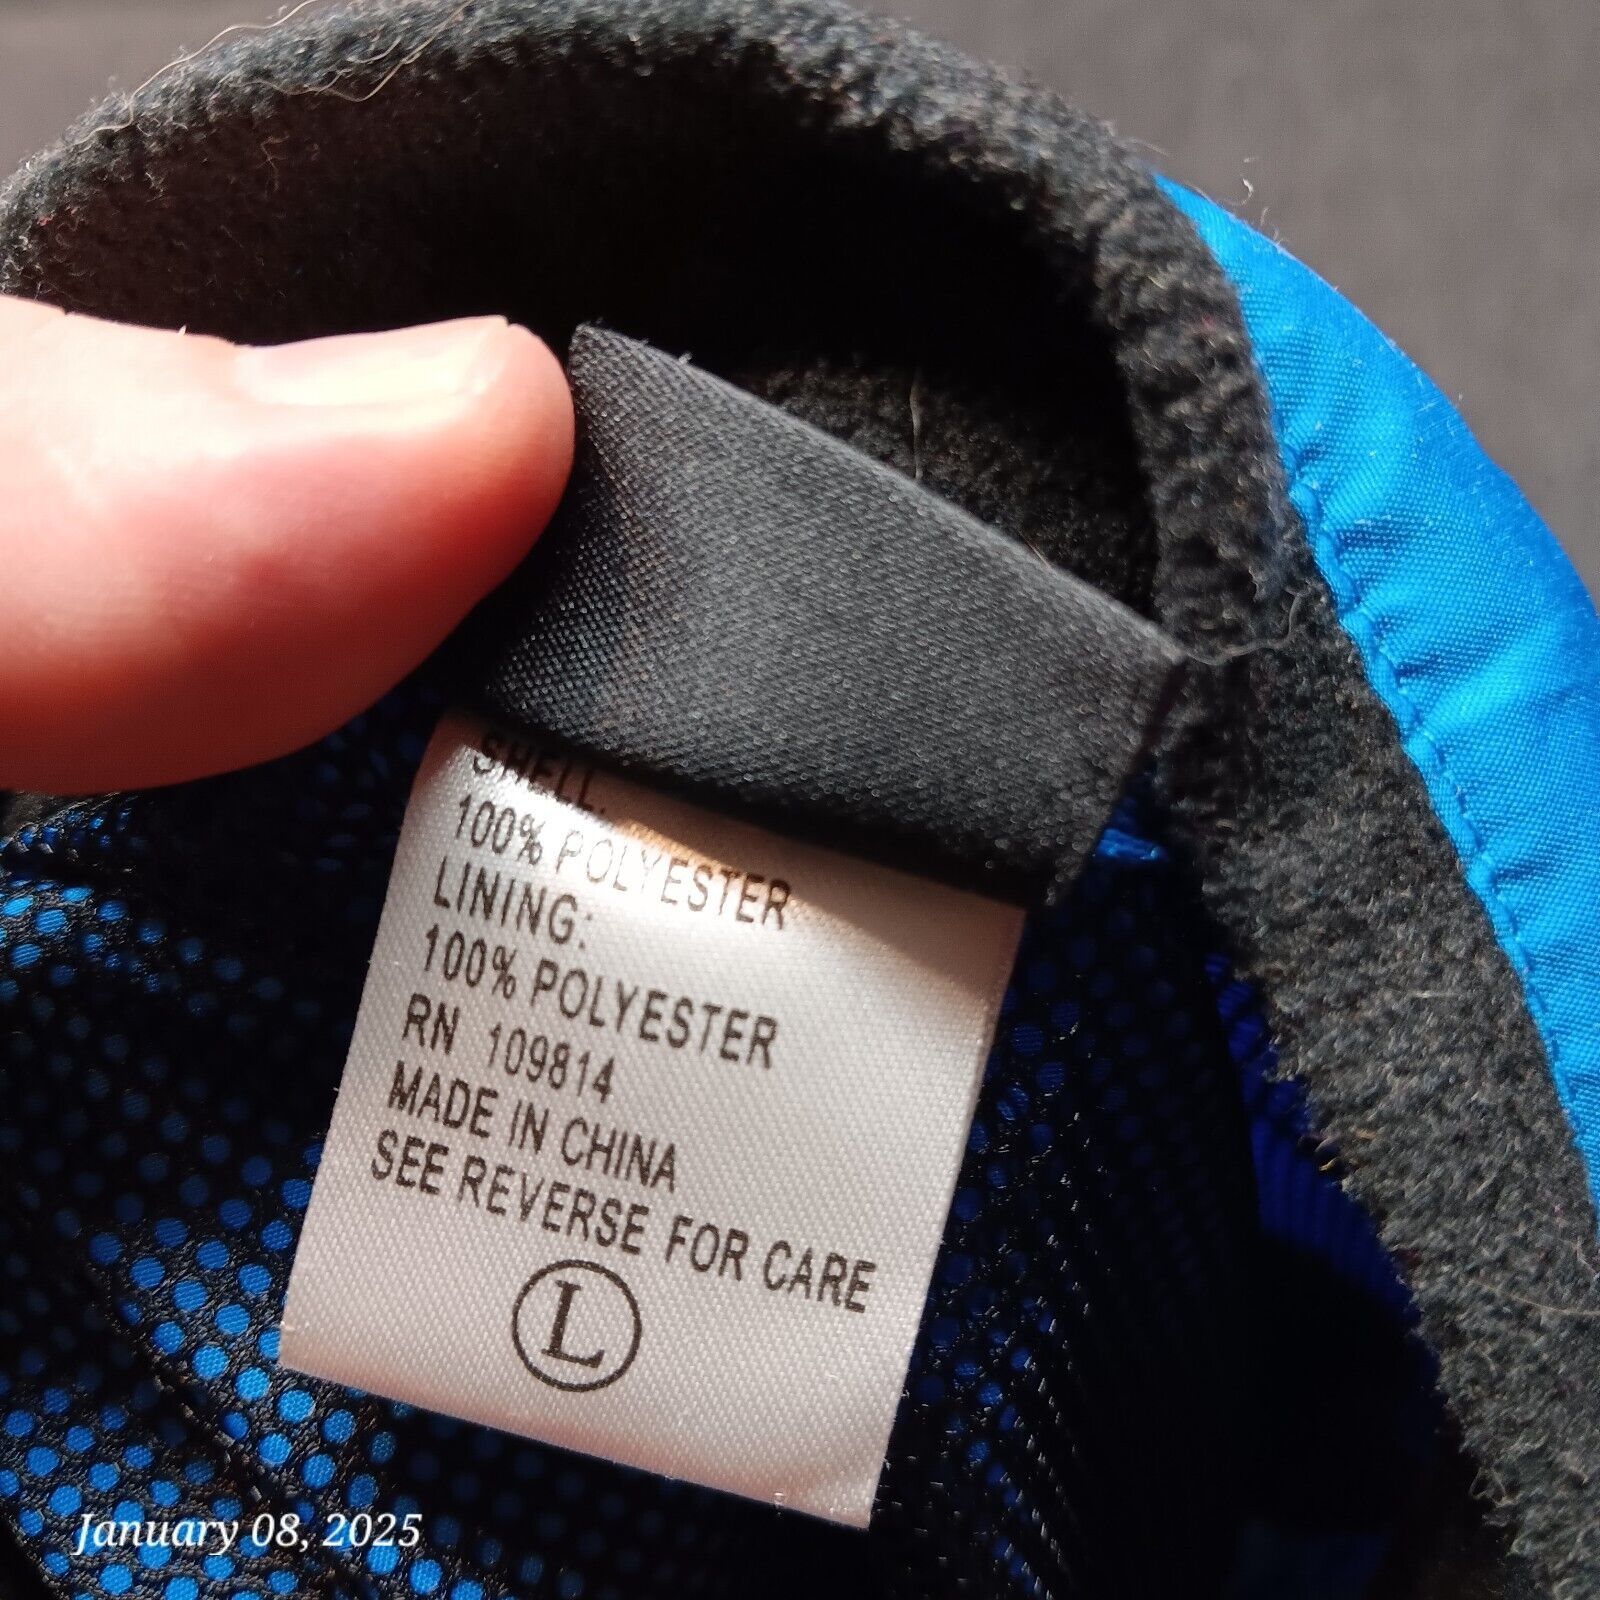 SHELL:
100% POLYESTER
LINING:
100% POLYESTER
RN 109814
MADE IN CHINA
SEE REVERSE FOR CARE
L
January 08, 2025